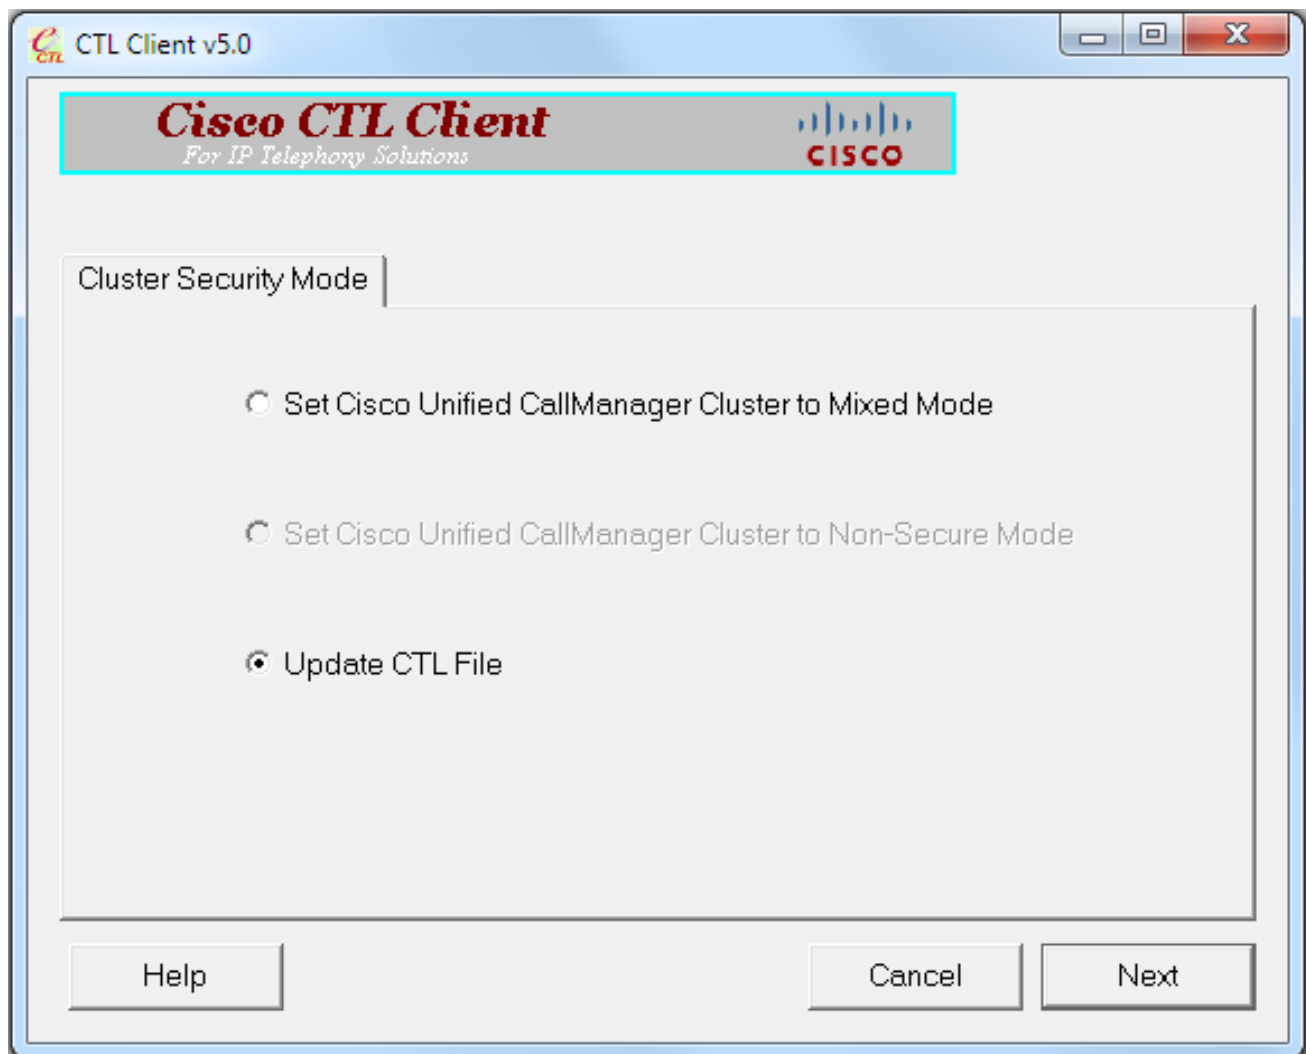 CTL
CTL Client v5.0
Cisco CTL Client
For IP Telephony Solutions
CISCO
Cluster Security Mode
Set Cisco Unified CallManager Cluster to Mixed Mode
Set Cisco Unified CallManager Cluster to Non-Secure Mode
Update CTL File
Help
Cancel
Next